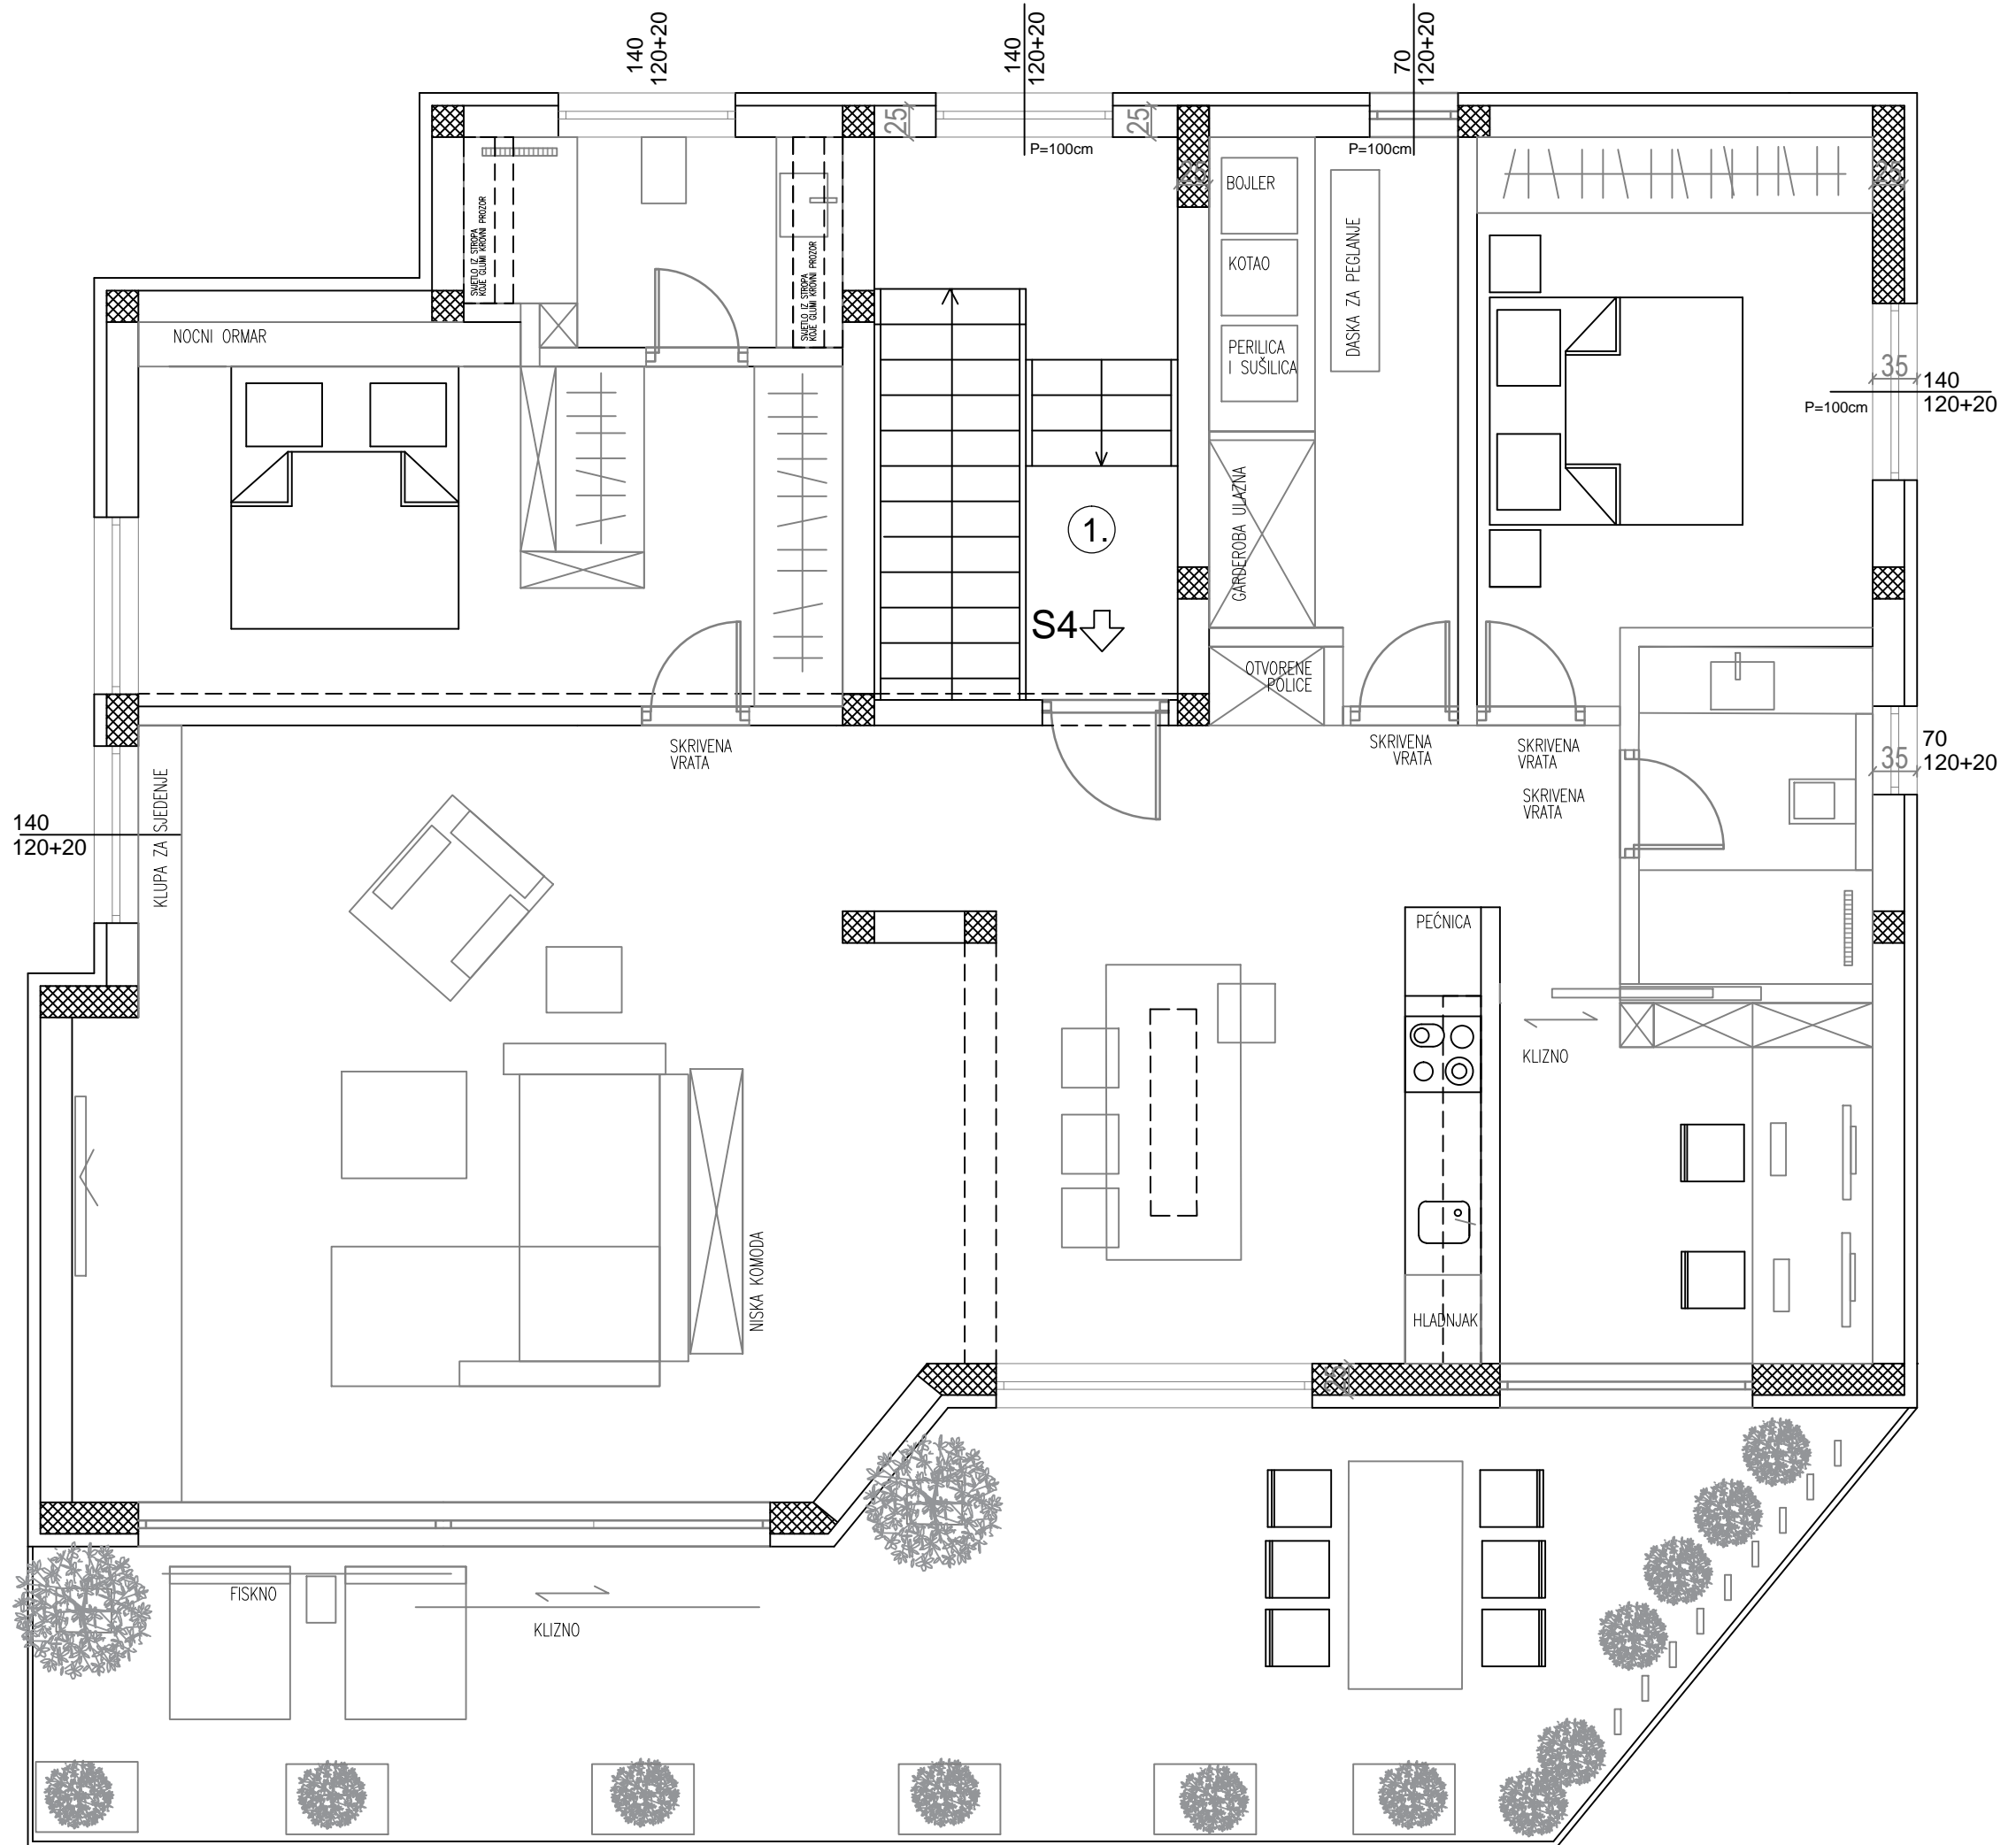 140
120+20
140
120+20
70
120+20
25
25
P=100cm
P=100cm
25
BOJLER
KOTAO
PERILICA
I SUŠILICA
DASKA ZA PEGLANJE
SVJETLO IZ STROPA
KOJE GLUMI KROVNI PROZOR
SVJETLO IZ STROPA
KOJE GLUMI KROVNI PROZOR
NOCNI ORMAR
35
140
120+20
P=100cm
GARDEROBA ULAZNA
1.
S4
OTVORENE
POLICE
SKRIVENA
VRATA
SKRIVENA
VRATA
SKRIVENA
VRATA
SKRIVENA
VRATA
35
70
120+20
140
120+20
KLUPA ZA SJEDENJE
PEĆNICA
KLIZNO
NISKA KOMODA
HLADNJAK
FISKNO
KLIZNO